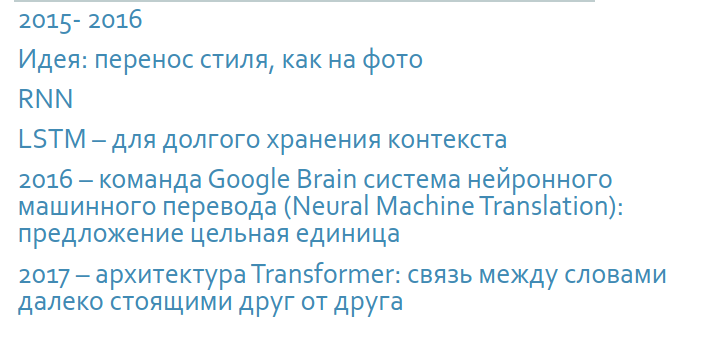 2015- 2016
Идея: перенос стиля, как на фото
RNN
LSTM – для долгого хранения контекста
2016 – команда Google Brain система нейронного
машинного перевода (Neural Machine Translation):
предложение цельная единица
2017 – архитектура Transformer: связь между словами
далеко стоящими друг от друга